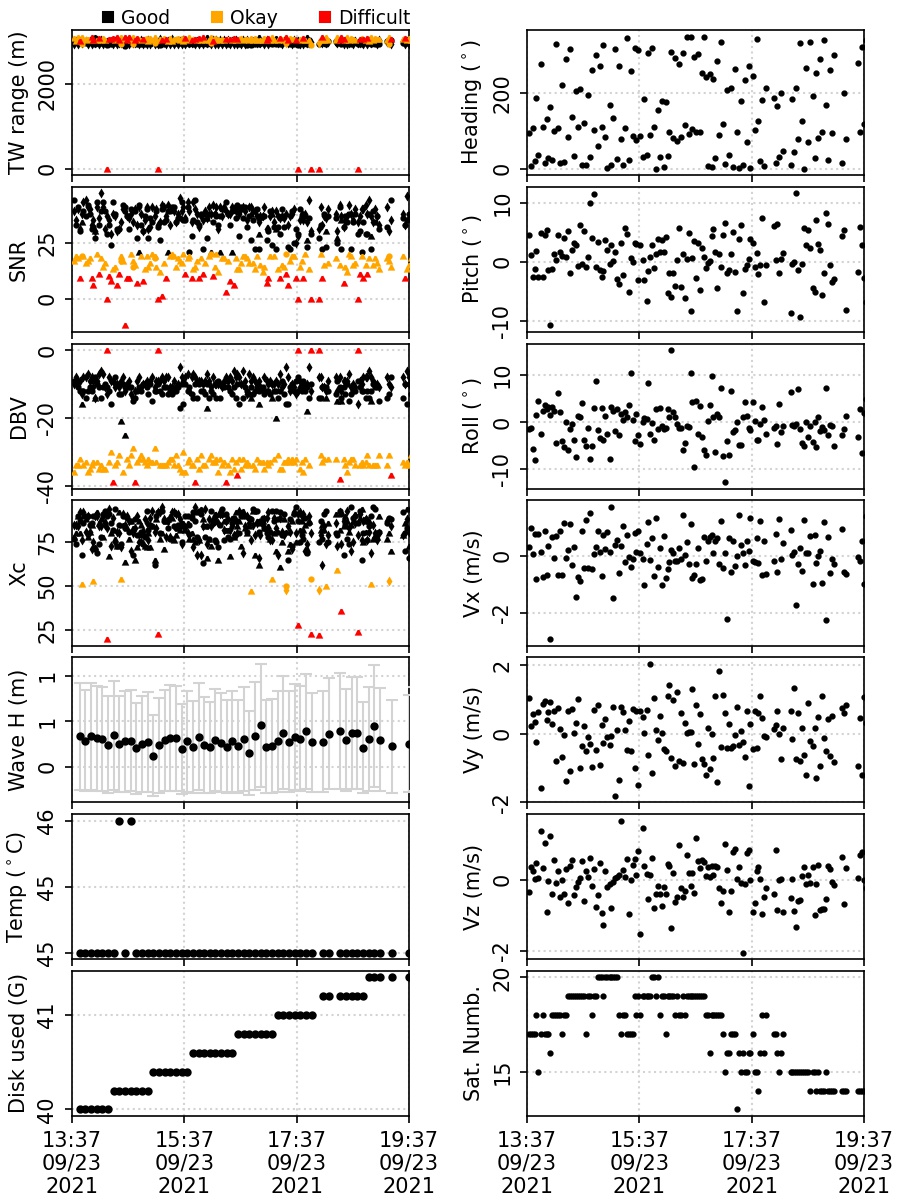 Good Okay Difficult
TW range (m)
2000
0
Heading (°)
200
0
SNR
25
0
Pitch (°)
10
0
-10
DBV
0
-20
-40
Roll (°)
10
0
-10
Xc
75
50
25
Vx (m/s)
0
-2
Wave H (m)
1
1
0
Vy (m/s)
2
0
-2
Temp (°C)
46
45
45
Vz (m/s)
0
-2
Disk used (G)
41
40
Sat. Numb.
20
15
13:37 15:37 17:37 19:37
09/23 09/23 09/23 09/23
2021 2021 2021 2021
13:37 15:37 17:37 19:37
09/23 09/23 09/23 09/23
2021 2021 2021 2021